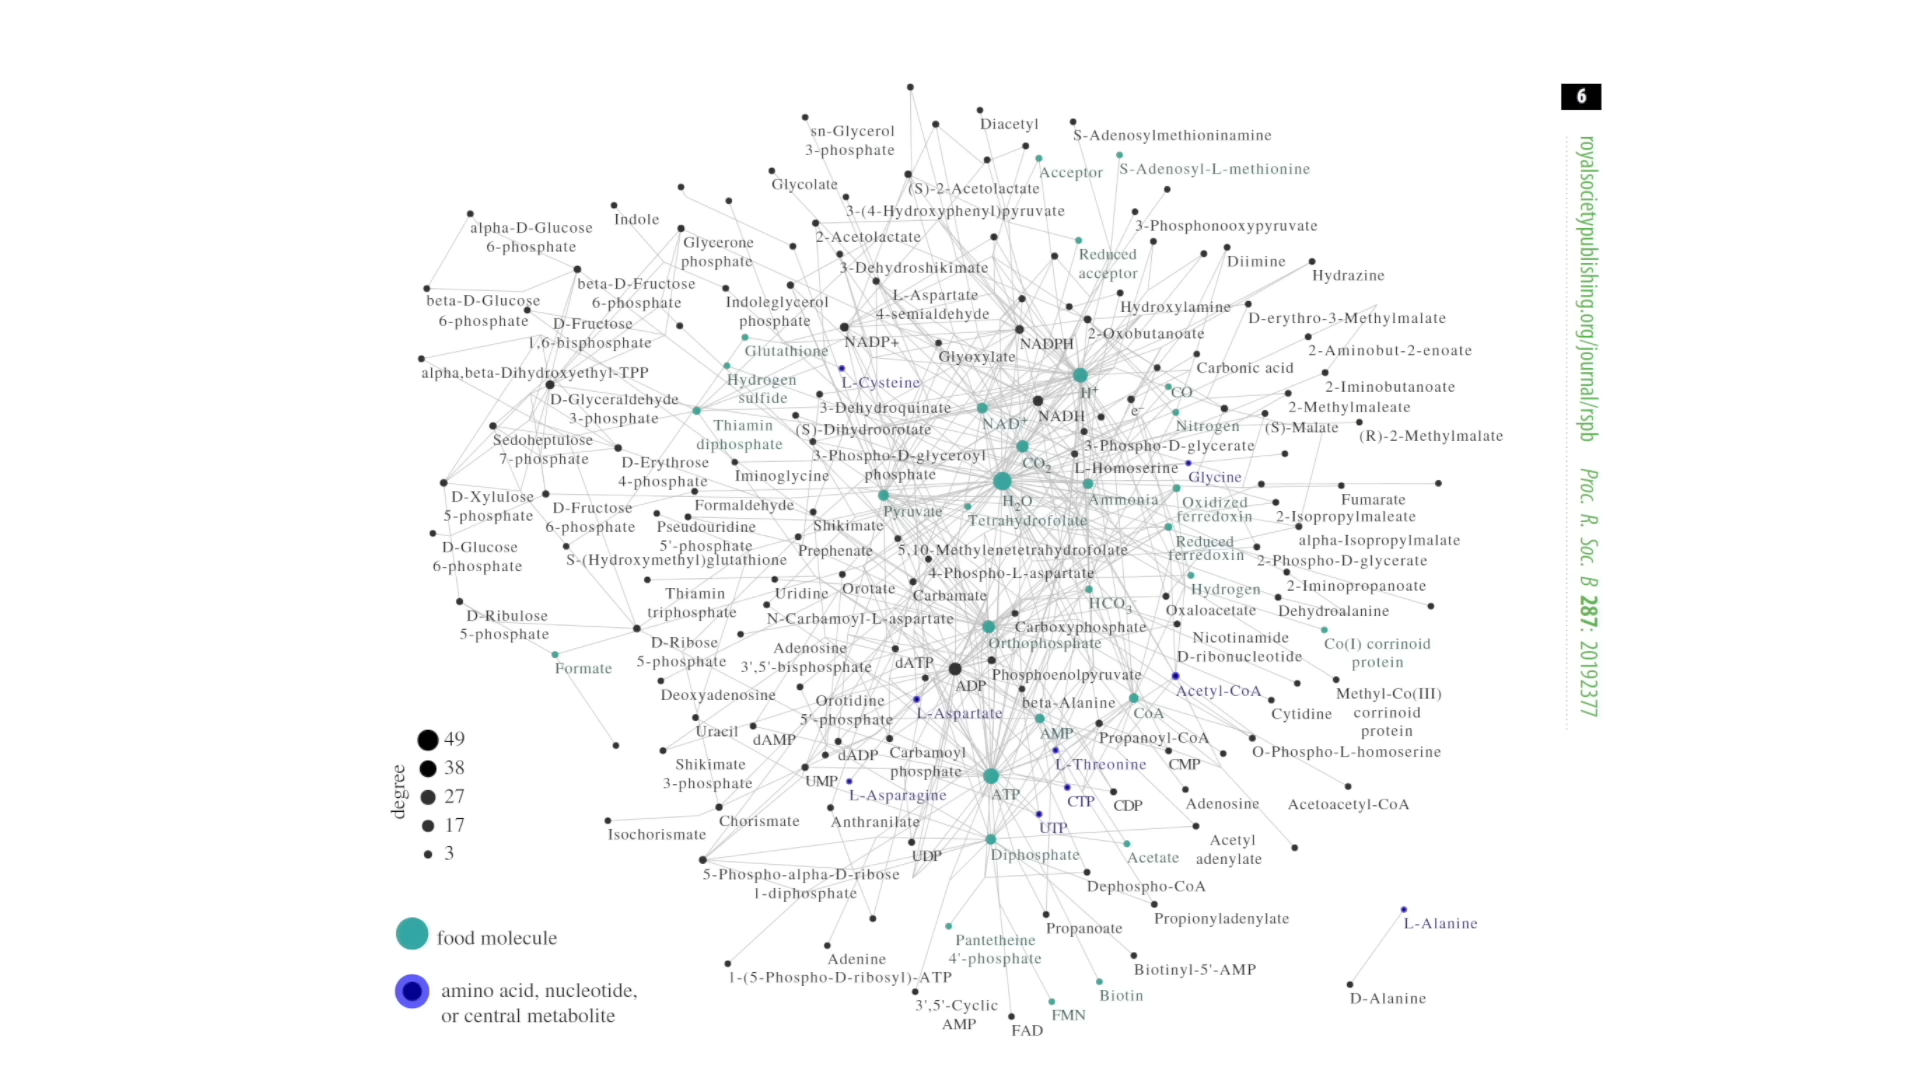 6
royalsocietypublishing.org/journal/rspb Proc. R. Soc. B 287: 20192377
sn-Glycerol
3-phosphate
Diacetyl
S-Adenosylmethioninamine
Acceptor
S-Adenosyl-L-methionine
Glycolate
(S)-2-Acetolactate
3-(4-Hydroxyphenyl)pyruvate
3-Phosphonooxypyruvate
alpha-D-Glucose
6-phosphate
Indole
Glycerone
phosphate
2-Acetolactate
Reduced
acceptor
Diimine
Hydrazine
3-Dehydroshikimate
beta-D-Fructose
6-phosphate
beta-D-Glucose
6-phosphate
Indoleglycerol
phosphate
L-Aspartate
4-semialdehyde
Hydroxylamine
D-erythro-3-Methylmalate
D-Fructose
1,6-bisphosphate
NADP+
NADPH
2-Oxobutanoate
Glutathione
Glyoxylate
2-Aminobut-2-enoate
alpha,beta-Dihydroxyethyl-TPP
Hydrogen
sulfide
L-Cysteine
Carbonic acid
2-Iminobutanoate
H+
CO
D-Glyceraldehyde
3-phosphate
3-Dehydroquinate
NAD+
NADH
e-
2-Methylmaleate
Thiamin
diphosphate
(S)-Dihydroorotate
Nitrogen
(S)-Malate
(R)-2-Methylmalate
Sedoheptulose
7-phosphate
3-Phospho-D-glyceroyl
phosphate
3-Phospho-D-glycerate
D-Erythrose
4-phosphate
Iminoglycine
CO2
L-Homoserine
Glycine
D-Xylulose
5-phosphate
Formaldehyde
Pyruvate
H2O
Ammonia
Oxidized
ferredoxin
Fumarate
2-Isopropylmaleate
D-Fructose
6-phosphate
Pseudouridine
5'-phosphate
Shikimate
Tetrahydrofolate
alpha-Isopropylmalate
D-Glucose
6-phosphate
S-(Hydroxymethyl)glutathione
Prephenate
5,10-Methylenetetrahydrofolate
Reduced
ferredoxin
2-Phospho-D-glycerate
4-Phospho-L-aspartate
Thiamin
triphosphate
Uridine
Orotate
Carbamate
HCO3-
Hydrogen
2-Iminopropanoate
D-Ribulose
5-phosphate
N-Carbamoyl-L-aspartate
Oxaloacetate
Dehydroalanine
Carboxyphosphate
Orthophosphate
Nicotinamide
D-ribonucleotide
Co(I) corrinoid
protein
Formate
D-Ribose
5-phosphate
Adenosine
3',5'-bisphosphate
dATP
ADP
Phosphoenolpyruvate
Acetyl-CoA
Deoxyadenosine
Orotidine
5'-phosphate
L-Aspartate
beta-Alanine
CoA
Cytidine
Methyl-Co(III)
corrinoid
protein
Uracil
dAMP
dADP
AMP
Propanoyl-CoA
O-Phospho-L-homoserine
Shikimate
3-phosphate
UMP
Carbamoyl
phosphate
L-Threonine
CMP
L-Asparagine
ATP
CTP
CDP
Adenosine
Acetoacetyl-CoA
Isochorismate
Chorismate
Anthranilate
UTP
Acetyl
adenylate
UDP
Diphosphate
Acetate
5-Phospho-alpha-D-ribose
1-diphosphate
Dephospho-CoA
Propionyladenylate
Propanoate
L-Alanine
Pantetheine
4'-phosphate
Adenine
1-(5-Phospho-D-ribosyl)-ATP
Biotinyl-5'-AMP
Biotin
D-Alanine
3',5'-Cyclic
AMP
FMN
FAD
degree
49
38
27
17
3
food molecule
amino acid, nucleotide,
or central metabolite